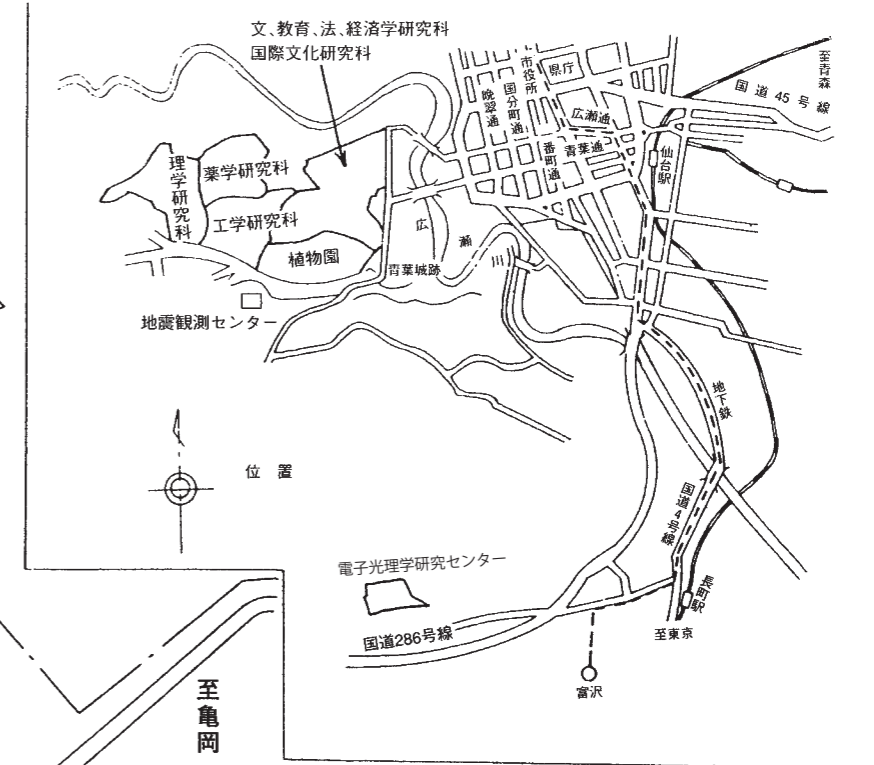 文、教育、法、経済学研究科
国際文化研究科
理学研究科
薬学研究科
工学研究科
植物園
地震観測センター
青葉城跡
広瀬川
晩翠通
国分町通
市役所
県庁
広瀬通
青葉通
番町通
仙台駅
国道45号線
至青森
地下鉄
国道4号線
長町駅
至東京
位置
電子光理学研究センター
国道286号線
富沢
至亀岡